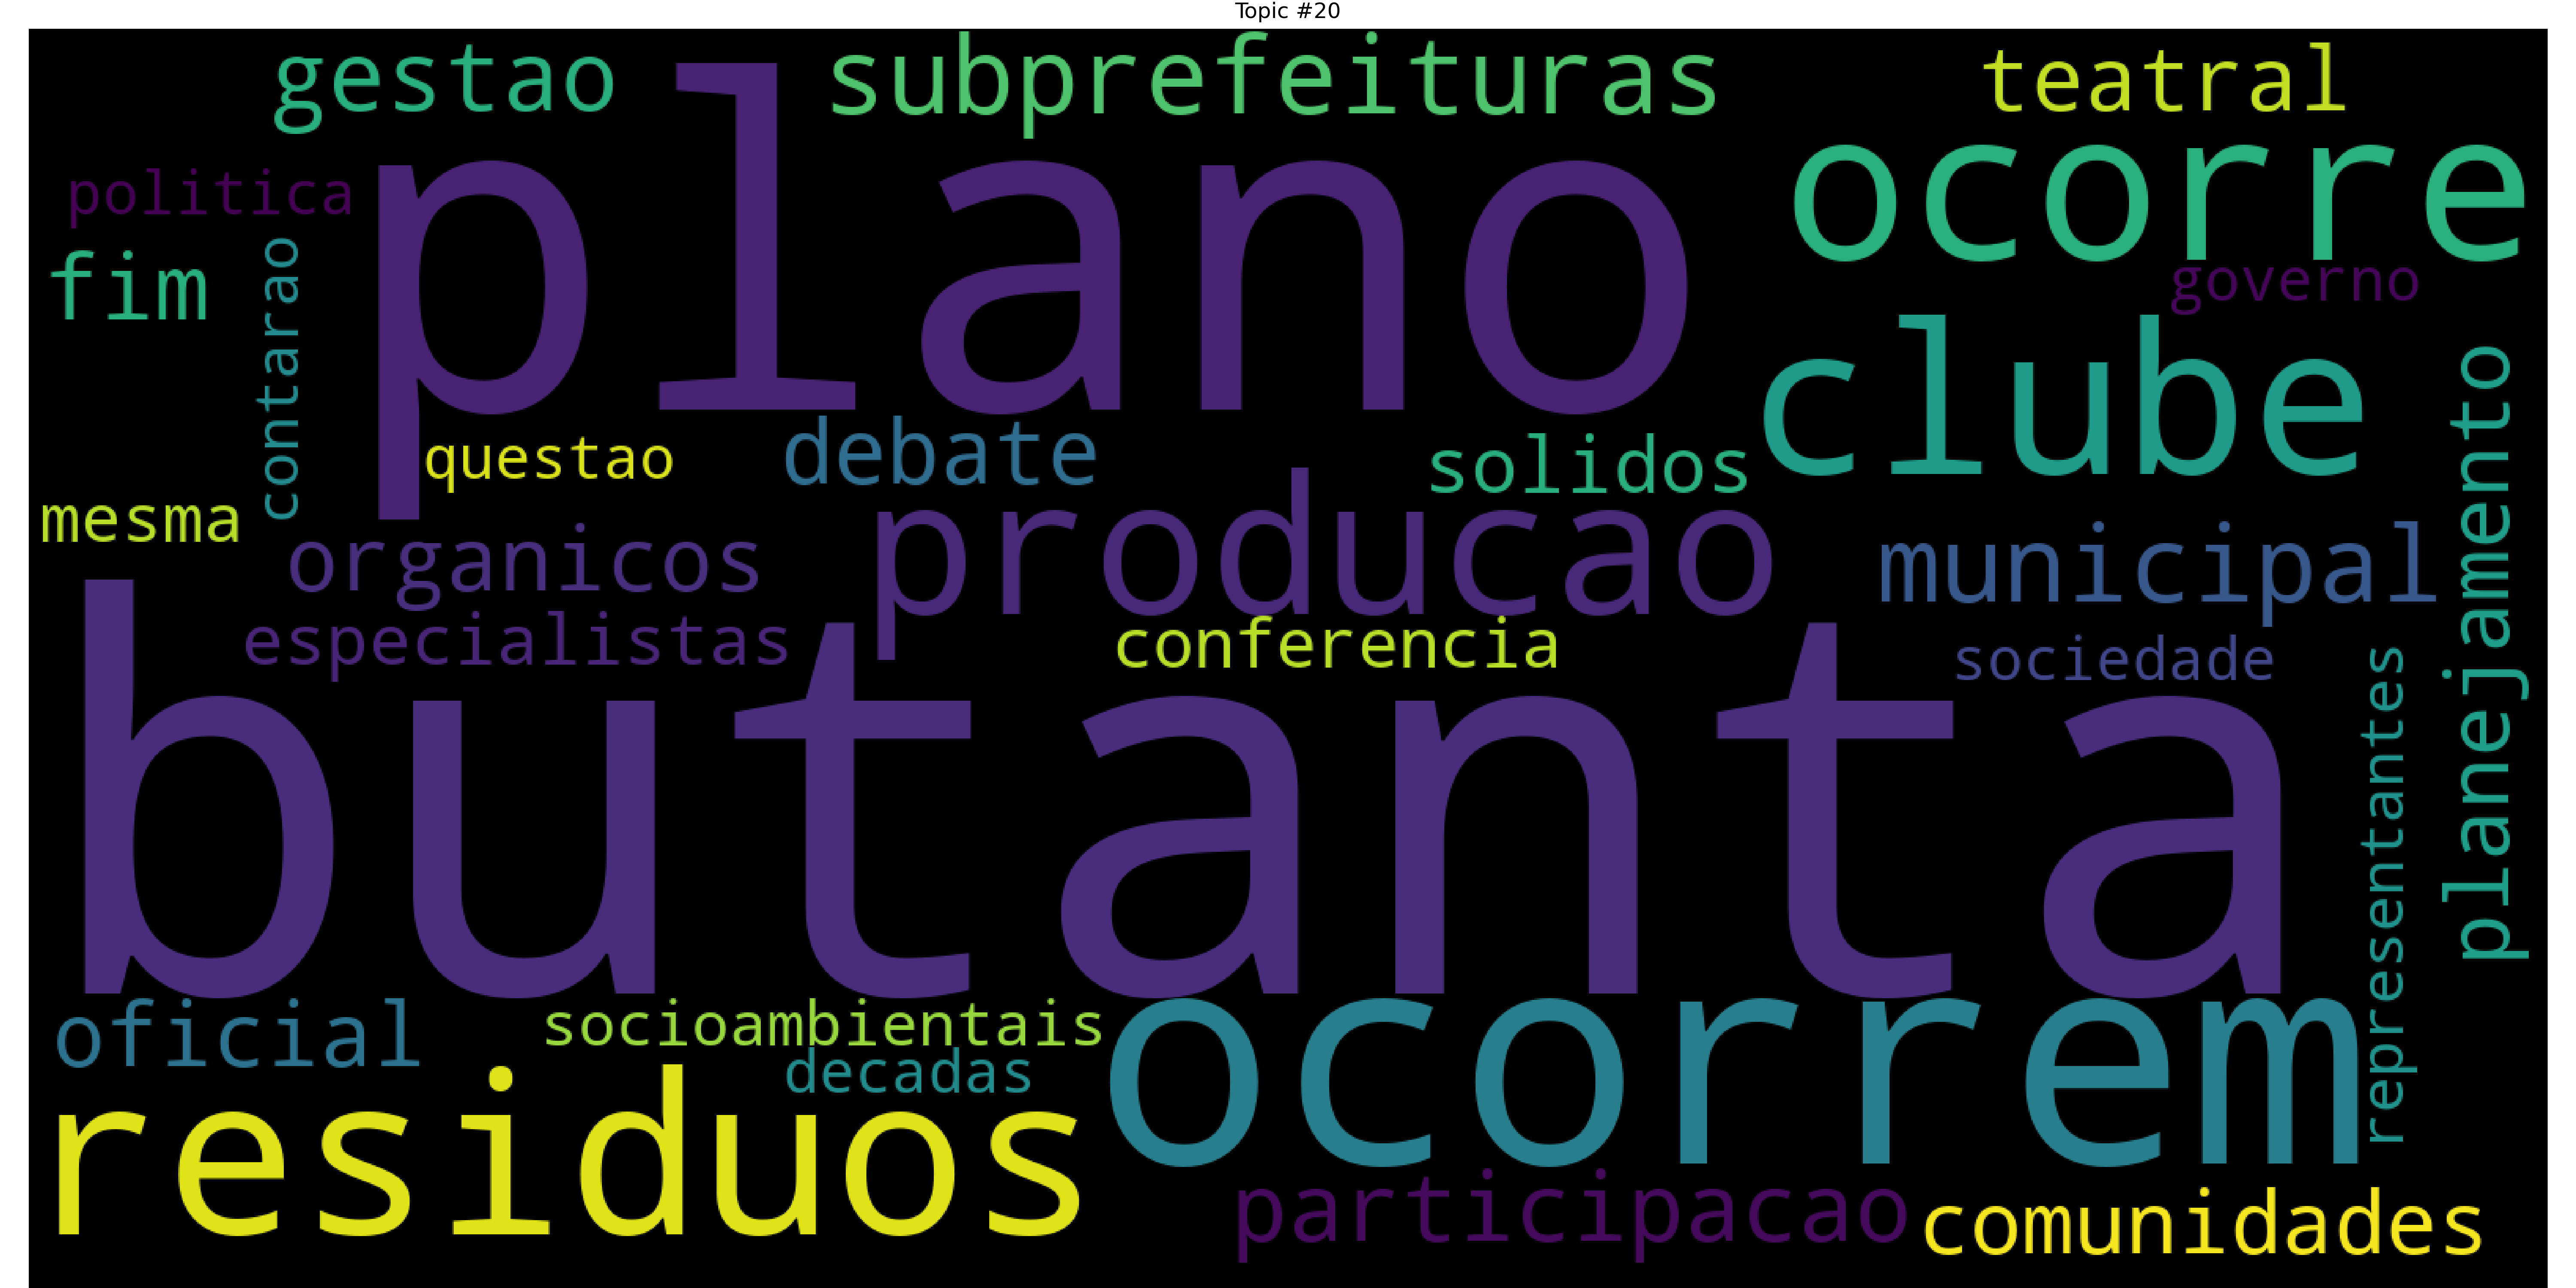 Topic #20
gestao
subprefeituras
teatral
politica
plano
ocorre
fim
contarao
governo
clube
questao
debate
solidos
planejamento
mesma
organicos
producao
municipal
especialistas
conferencia
sociedade
butanta
representantes
oficial
socioambientais
ocorrem
decadas
residuos
participacao
comunidades